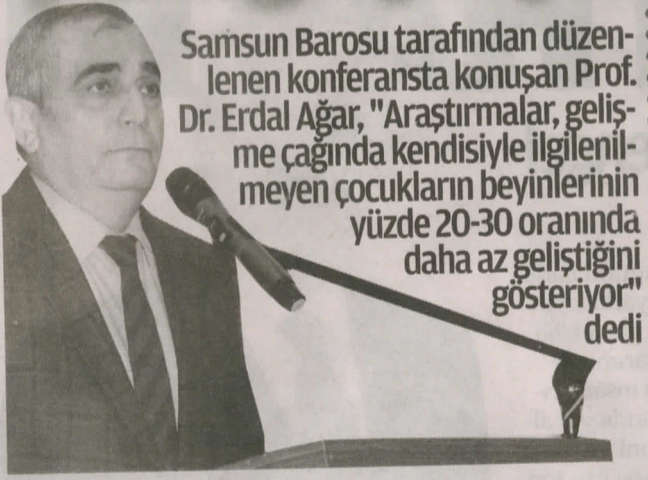 Samsun Barosu tarafından düzen-
lenen konferansta konuşan Prof.
Dr. Erdal Ağar, "Araştırmalar, geliş-
me çağında kendisiyle ilgilenil-
meyen çocukların beyinlerinin
yüzde 20-30 oranında
daha az geliştiğini
gösteriyor"
dedi